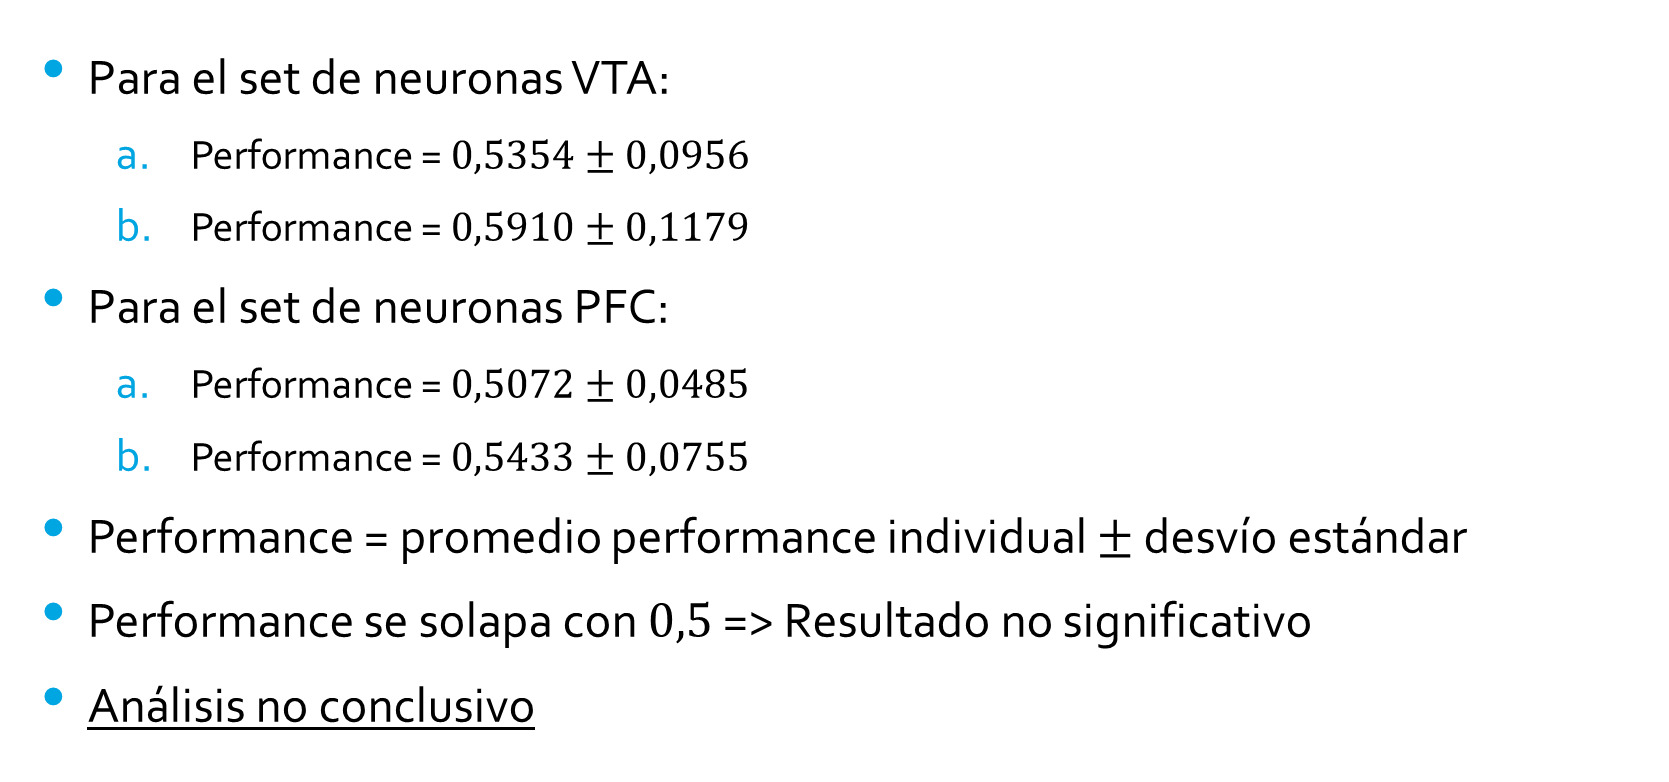 • Para el set de neuronas VTA:
a. Performance = 0,5354 ± 0,0956
b. Performance = 0,5910 ± 0,1179
• Para el set de neuronas PFC:
a. Performance = 0,5072 ± 0,0485
b. Performance = 0,5433 ± 0,0755
• Performance = promedio performance individual ± desvío estándar
• Performance se solapa con 0,5 => Resultado no significativo
• Análisis no conclusivo